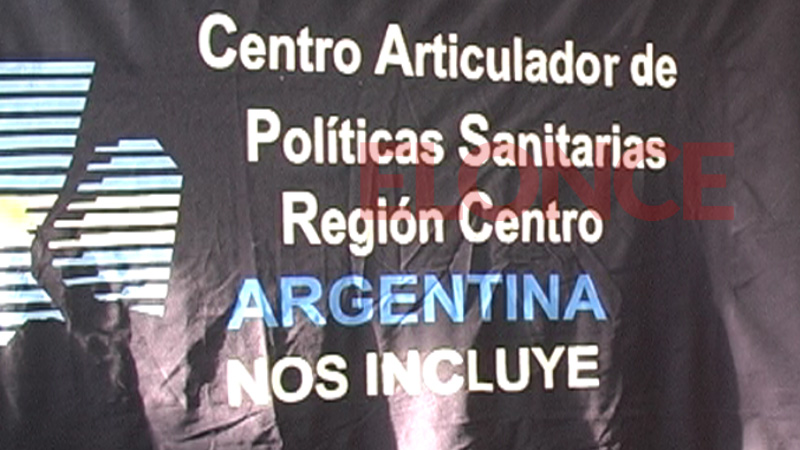 Centro Articulador de
Políticas Sanitarias
ELONCE
Región Centro
ARGENTINA
NOS INCLUYE